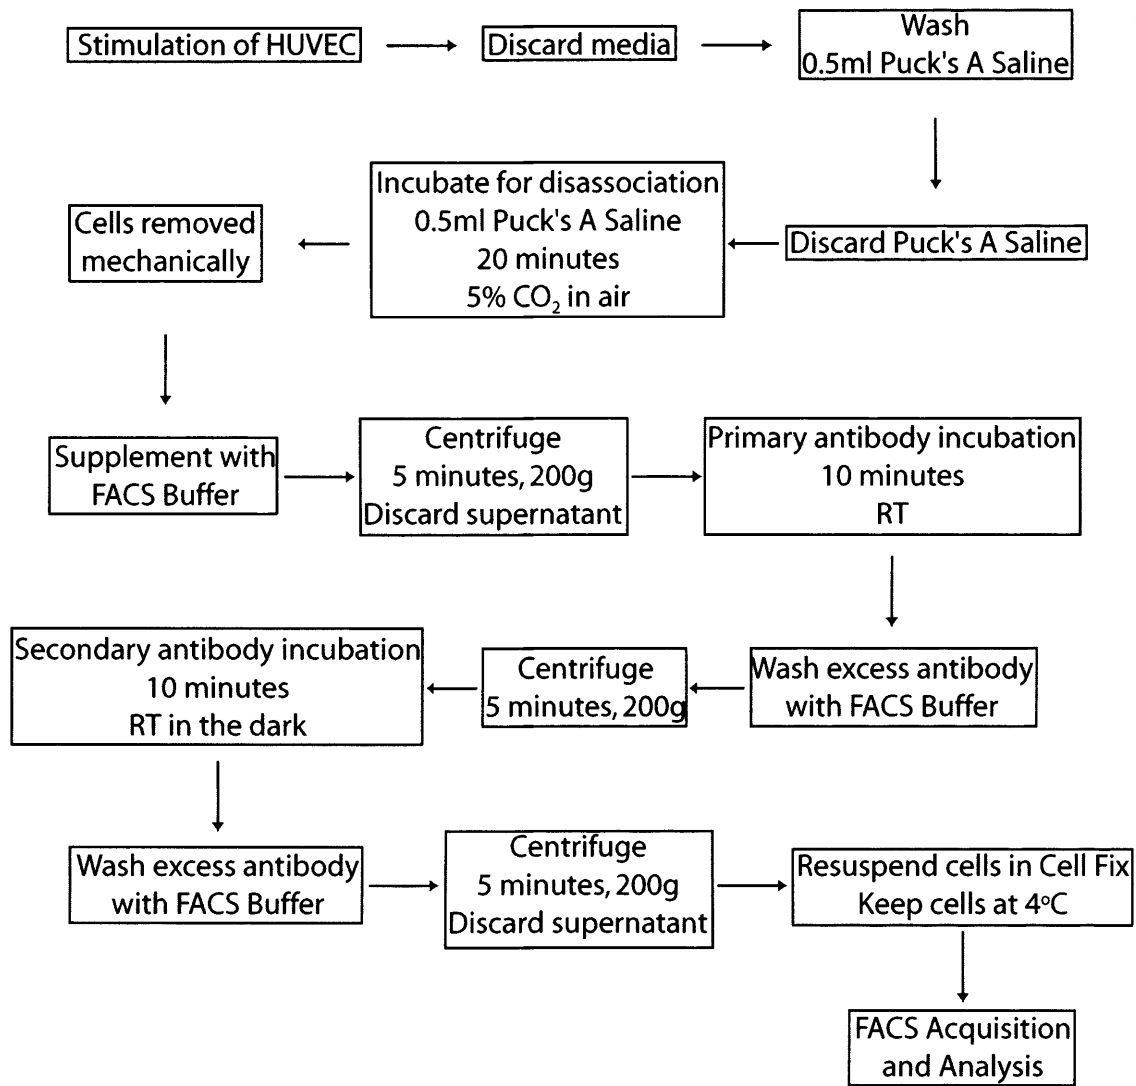 Stimulation of HUVEC
Discard media
Wash
0.5ml Puck's A Saline
Discard Puck's A Saline
Incubate for disassociation
0.5ml Puck's A Saline
20 minutes
5% CO₂ in air
Cells removed
mechanically
Supplement with
FACS Buffer
Centrifuge
5 minutes, 200g
Discard supernatant
Primary antibody incubation
10 minutes
RT
Wash excess antibody
with FACS Buffer
Centrifuge
5 minutes, 200g
Secondary antibody incubation
10 minutes
RT in the dark
Wash excess antibody
with FACS Buffer
Centrifuge
5 minutes, 200g
Discard supernatant
Resuspend cells in Cell Fix
Keep cells at 4°C
FACS Acquisition
and Analysis